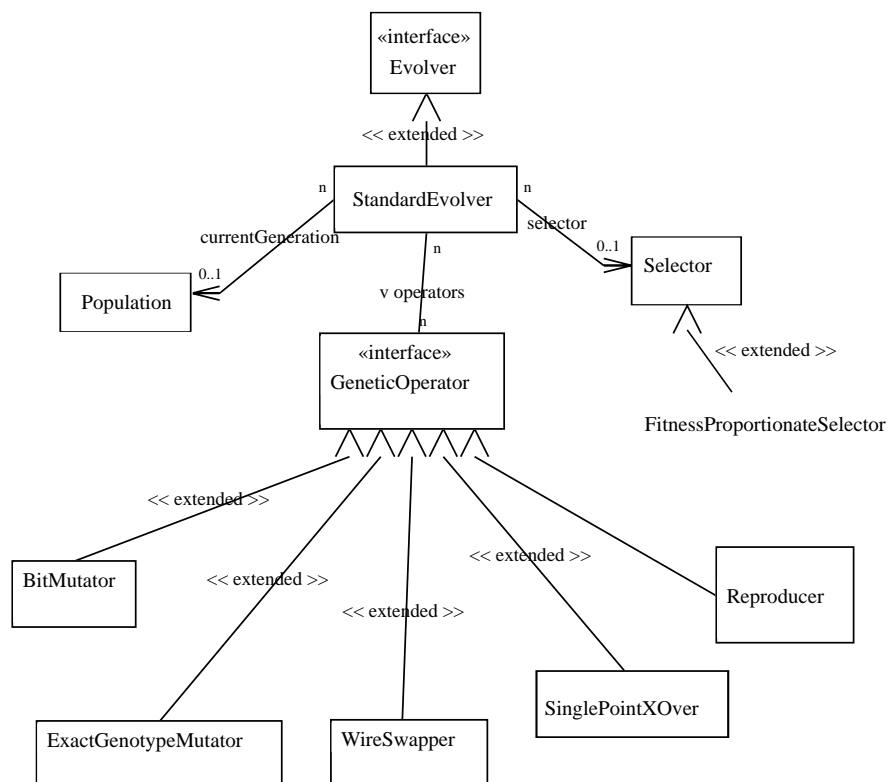 «interface»
Evolver
<< extended >>
n
n
StandardEvolver
selector
currentGeneration
n
0..1
Selector
0..1
Population
v operators
n
«interface»
GeneticOperator
<< extended >>
FitnessProportionateSelector
<< extended >>
<< extended >>
<< extended >>
<< extended >>
BitMutator
Reproducer
SinglePointXOver
ExactGenotypeMutator
WireSwapper